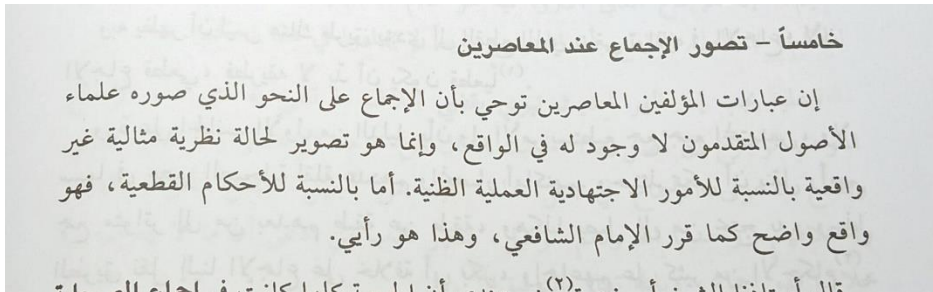 خامساً – تصور الإجماع عند المعاصرين
إن عبارات المؤلفين المعاصرين توحي بأن الإجماع على النحو الذي صوره علماء
الأصول المتقدمون لا وجود له في الواقع، وإنما هو تصوير لحالة نظرية مثالية غير
واقعية بالنسبة للأمور الاجتهادية العملية الظنية. أما بالنسبة للأحكام القطعية، فهو
واقع واضح كما قرر الإمام الشافعي، وهذا هو رأيي.